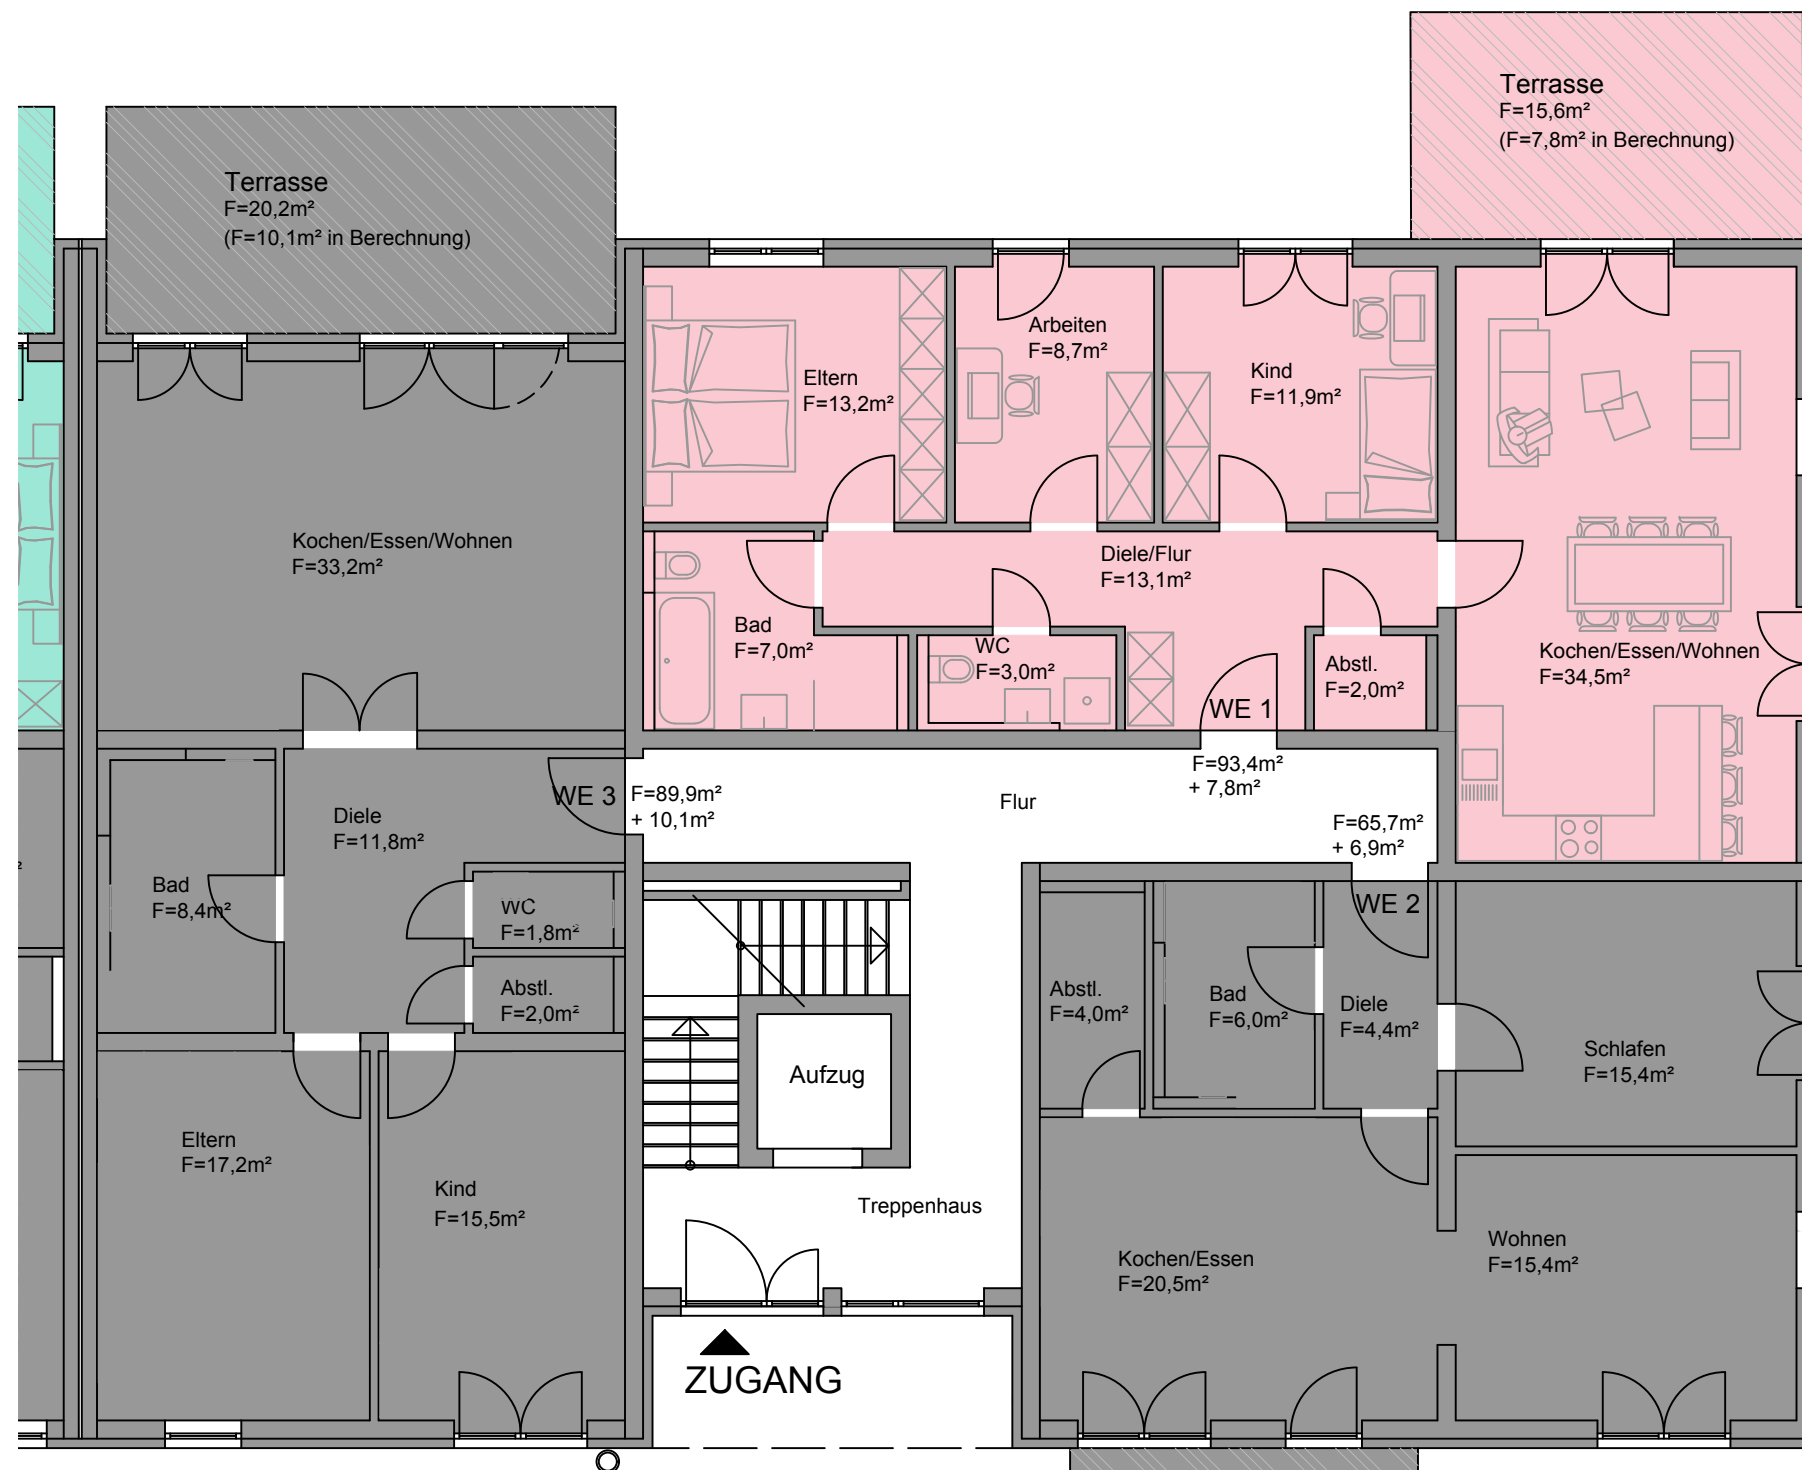 Terrasse
F=15,6m²
(F=7,8m² in Berechnung)
Terrasse
F=20,2m²
(F=10,1m² in Berechnung)
Arbeiten
F=8,7m²
Eltern
F=13,2m²
Kind
F=11,9m²
Kochen/Essen/Wohnen
F=33,2m²
Diele/Flur
F=13,1m²
Bad
F=7,0m²
WC
F=3,0m²
Abstl.
F=2,0m²
Kochen/Essen/Wohnen
F=34,5m²
WE 1
F=93,4m²
+ 7,8m²
WE 3
F=89,9m²
+ 10,1m²
Flur
Diele
F=11,8m²
F=65,7m²
+ 6,9m²
Bad
F=8,4m²
WC
F=1,8m²
WE 2
Abstl.
F=2,0m²
Abstl.
F=4,0m²
Bad
F=6,0m²
Diele
F=4,4m²
Schlafen
F=15,4m²
Aufzug
Eltern
F=17,2m²
Kind
F=15,5m²
Treppenhaus
Kochen/Essen
F=20,5m²
Wohnen
F=15,4m²
ZUGANG